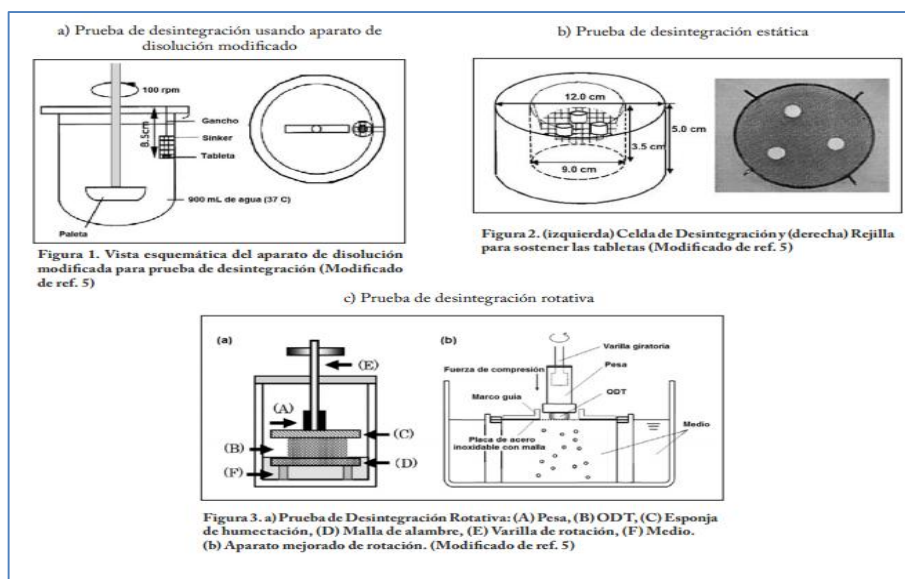 a) Prueba de desintegración usando aparato de
disolución modificado
100 rpm
8.5cm
Gancho
Sinker
Tableta
900 mL de agua (37 C)
Paleta
Figura 1. Vista esquemática del aparato de disolución
modificada para prueba de desintegración (Modificado
de ref. 5)
b) Prueba de desintegración estática
12.0 cm
5.0 cm
3.5 cm
9.0 cm
Figura 2. (izquierda) Celda de Desintegración y (derecha) Rejilla
para sostener las tabletas (Modificado de ref. 5)
c) Prueba de desintegración rotativa
(a)
(E)
(A)
(C)
(B)
(D)
(F)
(b)
Varilla giratoria
Fuerza de compresión
Pesa
Marco guía
ODT
Placa de acero
inoxidable con malla
Medio
Figura 3. a) Prueba de Desintegración Rotativa: (A) Pesa, (B) ODT, (C) Esponja
de humectación, (D) Malla de alambre, (E) Varilla de rotación, (F) Medio.
(b) Aparato mejorado de rotación. (Modificado de ref. 5)